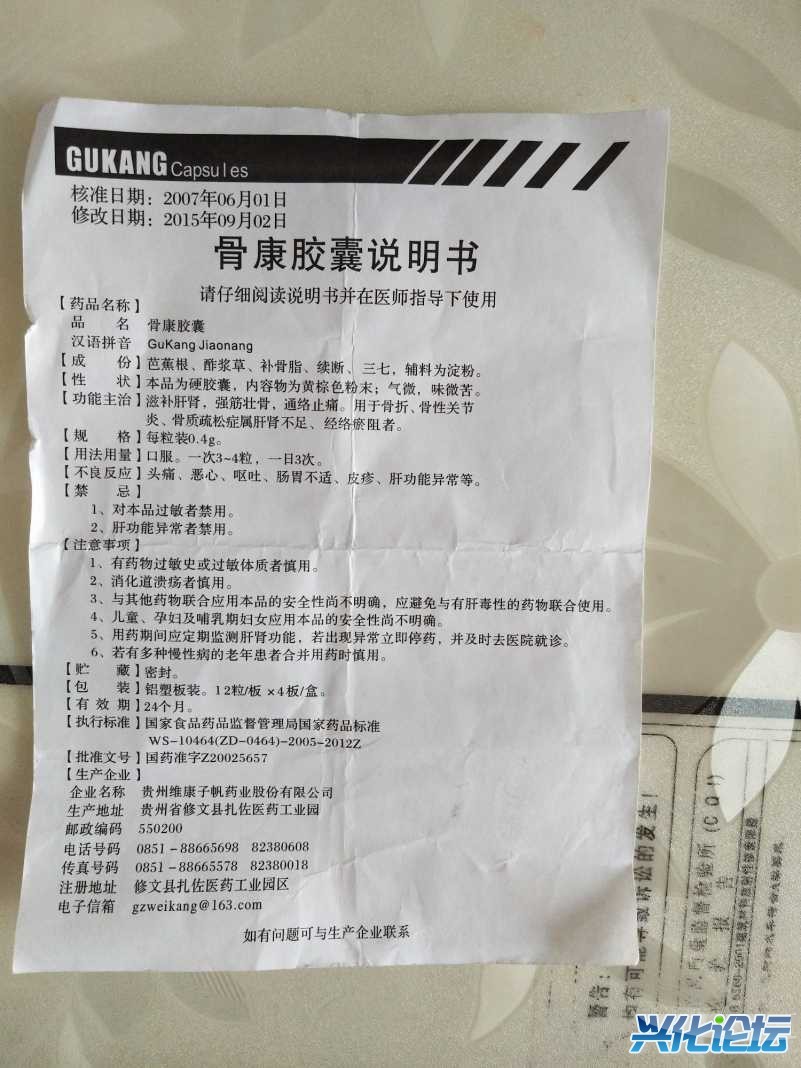 GUKANG Capsules
核准日期：2007年06月01日
修改日期：2015年09月02日
骨康胶囊说明书
请仔细阅读说明书并在医师指导下使用
【药品名称】
品 名 骨康胶囊
汉语拼音 GuKang Jiaonang
【成 份】芭蕉根、酢浆草、补骨脂、续断、三七，辅料为淀粉。
【性 状】本品为硬胶囊，内容物为黄棕色粉末；气微，味微苦。
【功能主治】滋补肝肾，强筋壮骨，通络止痛。用于骨折、骨性关节
炎、骨质疏松症属肝肾不足、经络瘀阻者。
【规 格】每粒装0.4g。
【用法用量】口服。一次3~4粒，一日3次。
【不良反应】头痛、恶心、呕吐、肠胃不适、皮疹、肝功能异常等。
【禁 忌】
1、对本品过敏者禁用。
2、肝功能异常者禁用。
【注意事项】
1、有药物过敏史或过敏体质者慎用。
2、消化道溃疡者慎用。
3、与其他药物联合应用本品的安全性尚不明确，应避免与有肝毒性的药物联合使用。
4、儿童、孕妇及哺乳期妇女应用本品的安全性尚不明确。
5、用药期间应定期监测肝肾功能，若出现异常立即停药，并及时去医院就诊。
6、若有多种慢性病的老年患者合并用药时慎用。
【贮 藏】密封。
【包 装】铝塑板装。12粒/板 ×4板/盒。
【有 效 期】24个月。
【执行标准】国家食品药品监督管理局国家药品标准
WS-10464(ZD-0464)-2005-2012Z
【批准文号】国药准字Z20025657
【生产企业】
企业名称 贵州维康子帆药业股份有限公司
生产地址 贵州省修文县扎佐医药工业园
邮政编码 550200
电话号码 0851－88665698 82380608
传真号码 0851－88665578 82380018
注册地址 修文县扎佐医药工业园区
电子信箱 gzweikang@163.com
如有问题可与生产企业联系
警告：
诉讼的发生！
监督检验所(CQI)
检 验 报 告
兴化论坛